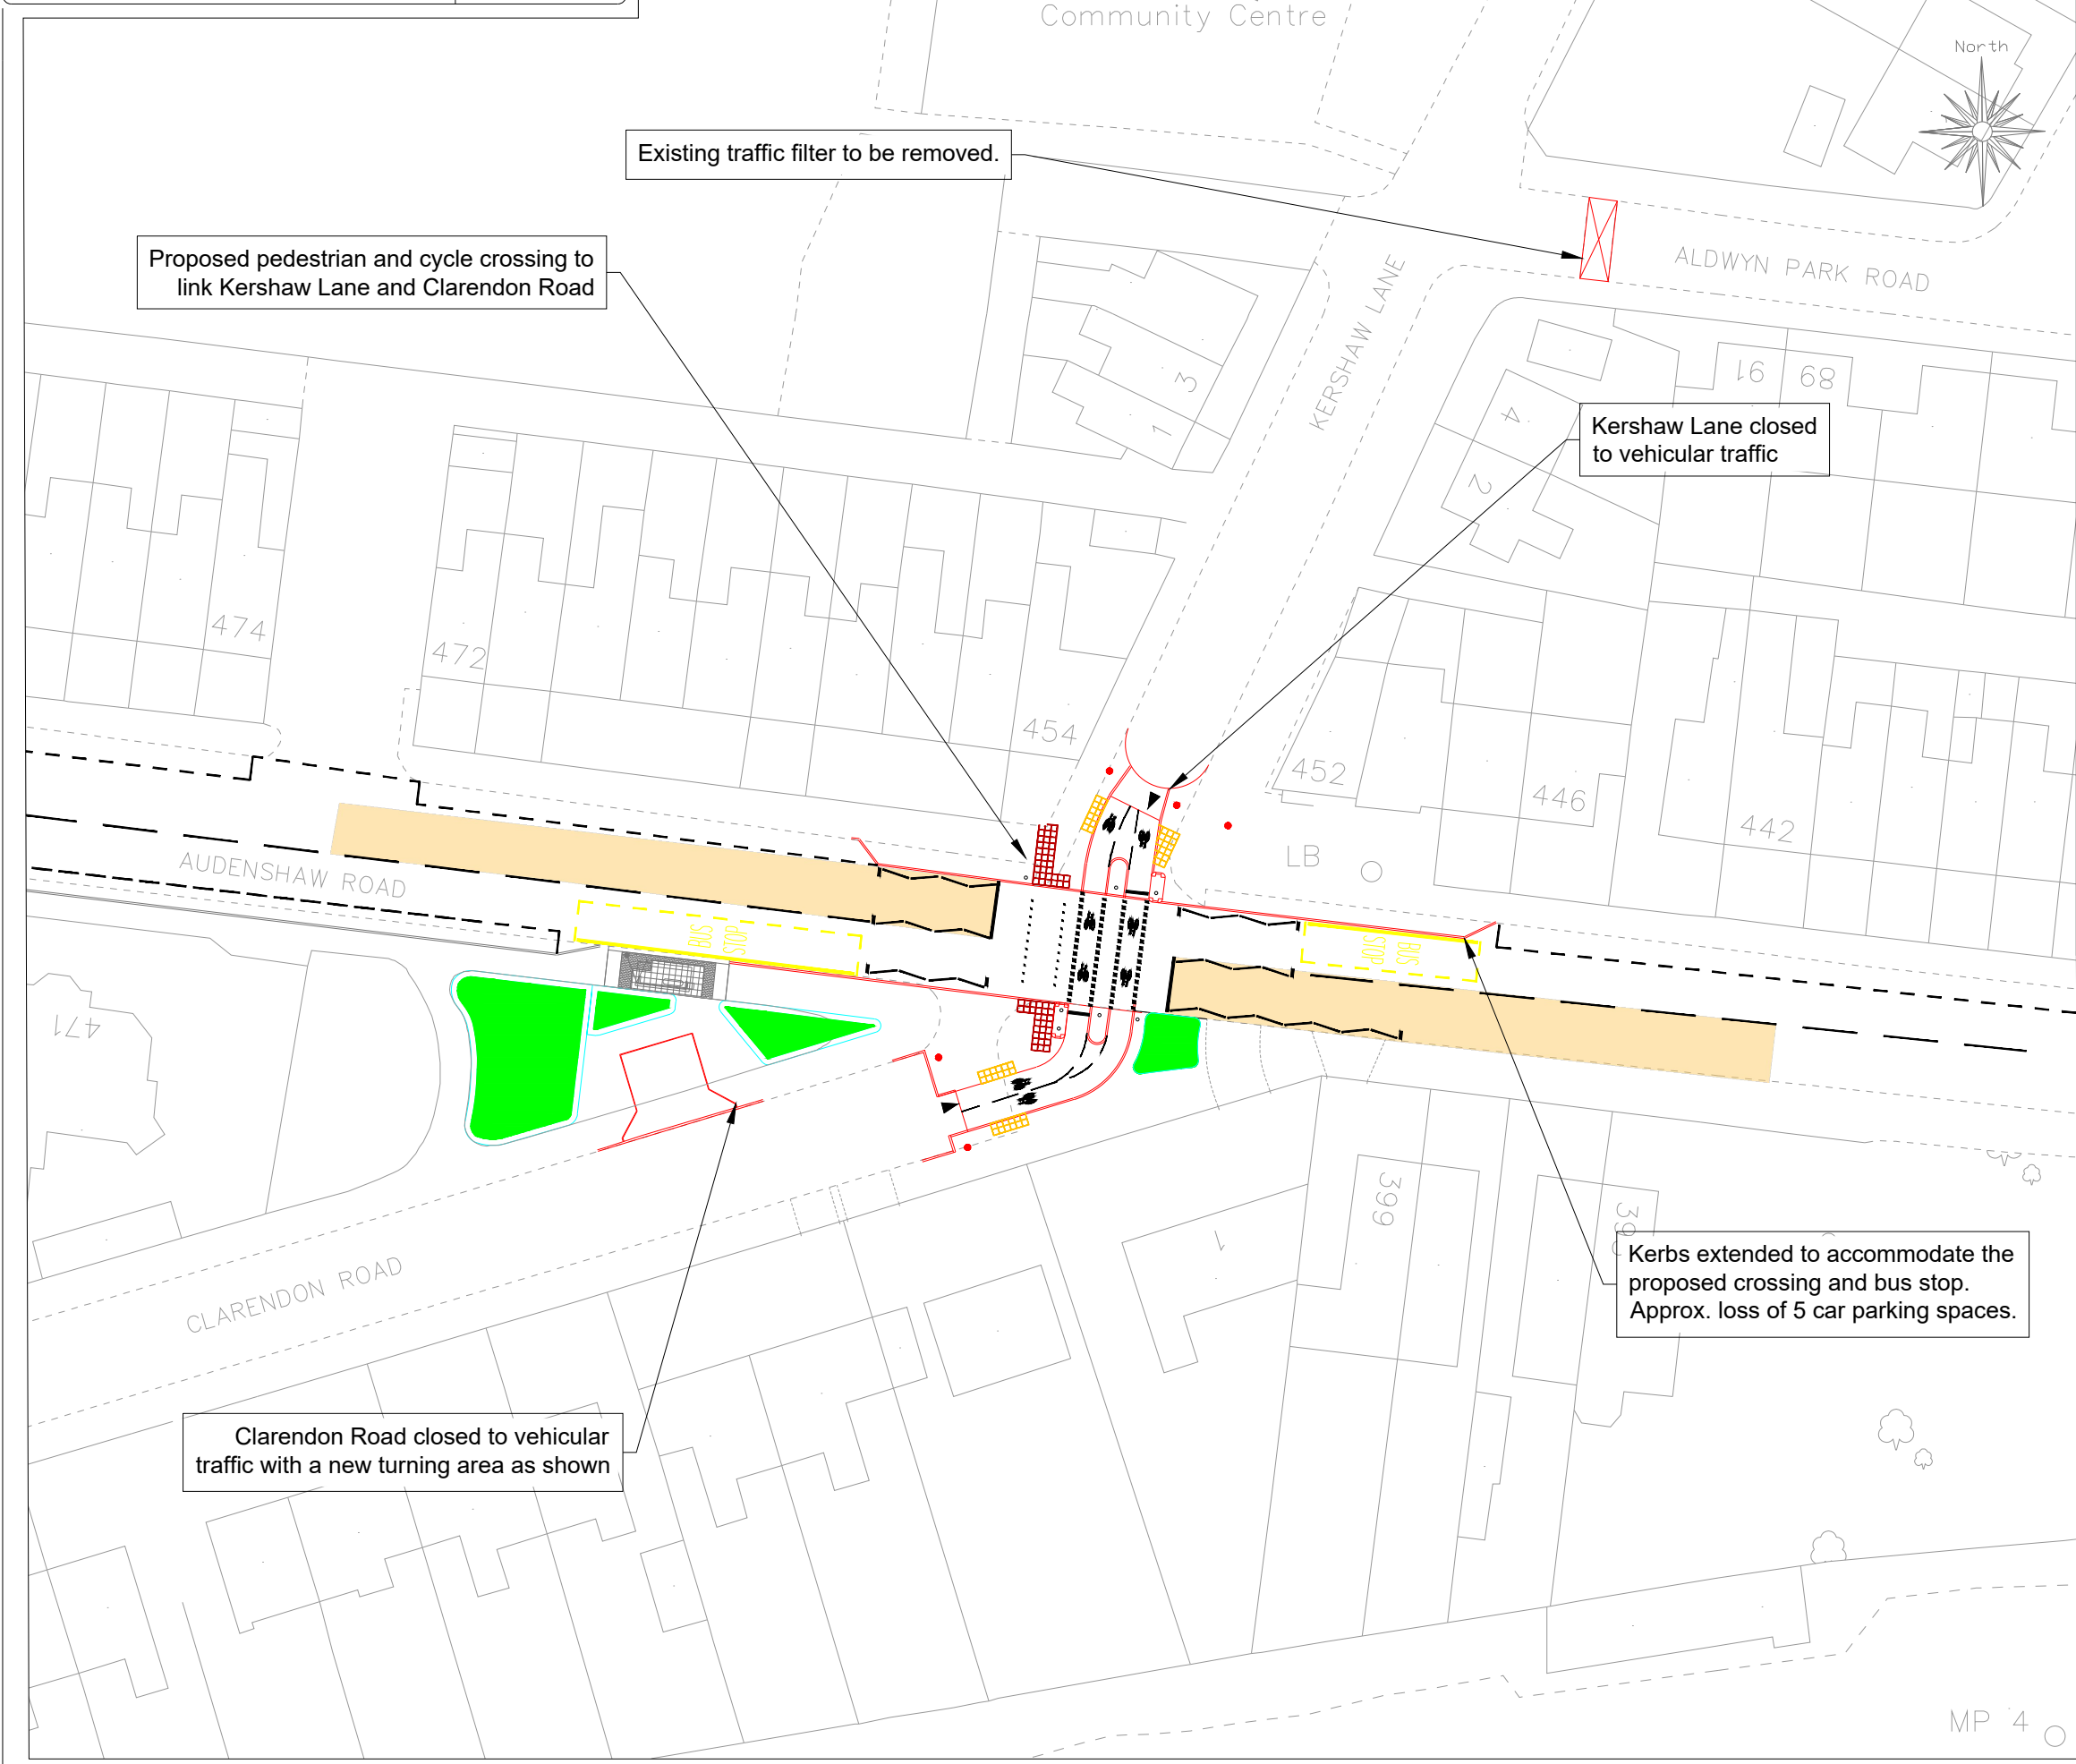 Community Centre
North
Existing traffic filter to be removed.
Proposed pedestrian and cycle crossing to
link Kershaw Lane and Clarendon Road
ALDWYN PARK ROAD
KERSHAW LANE
3
1
91
89
4
2
Kershaw Lane closed
to vehicular traffic
474
472
454
452
446
442
LB
AUDENSHAW ROAD
BUS
STOP
BUS
STOP
471
399
1
CLARENDON ROAD
Kerbs extended to accommodate the
proposed crossing and bus stop.
Approx. loss of 5 car parking spaces.
Clarendon Road closed to vehicular
traffic with a new turning area as shown
MP 4